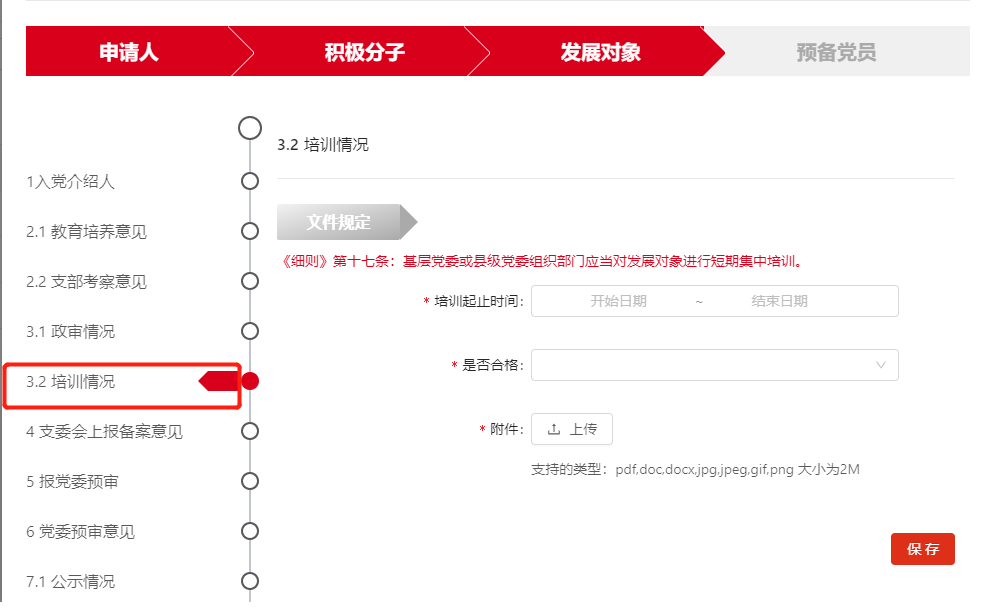 申请人 积极分子 发展对象 预备党员
3.2 培训情况
1入党介绍人
2.1 教育培养意见
2.2 支部考察意见
3.1 政审情况
3.2 培训情况
4 支委会上报备案意见
5 报党委预审
6 党委预审意见
7.1 公示情况
文件规定
《细则》第十七条：基层党委或县级党委组织部门应当对发展对象进行短期集中培训。
* 培训起止时间: 开始日期 ~ 结束日期
* 是否合格:
* 附件: 上传
支持的类型：pdf,doc,docx,jpg,jpeg,gif,png 大小为2M
保存